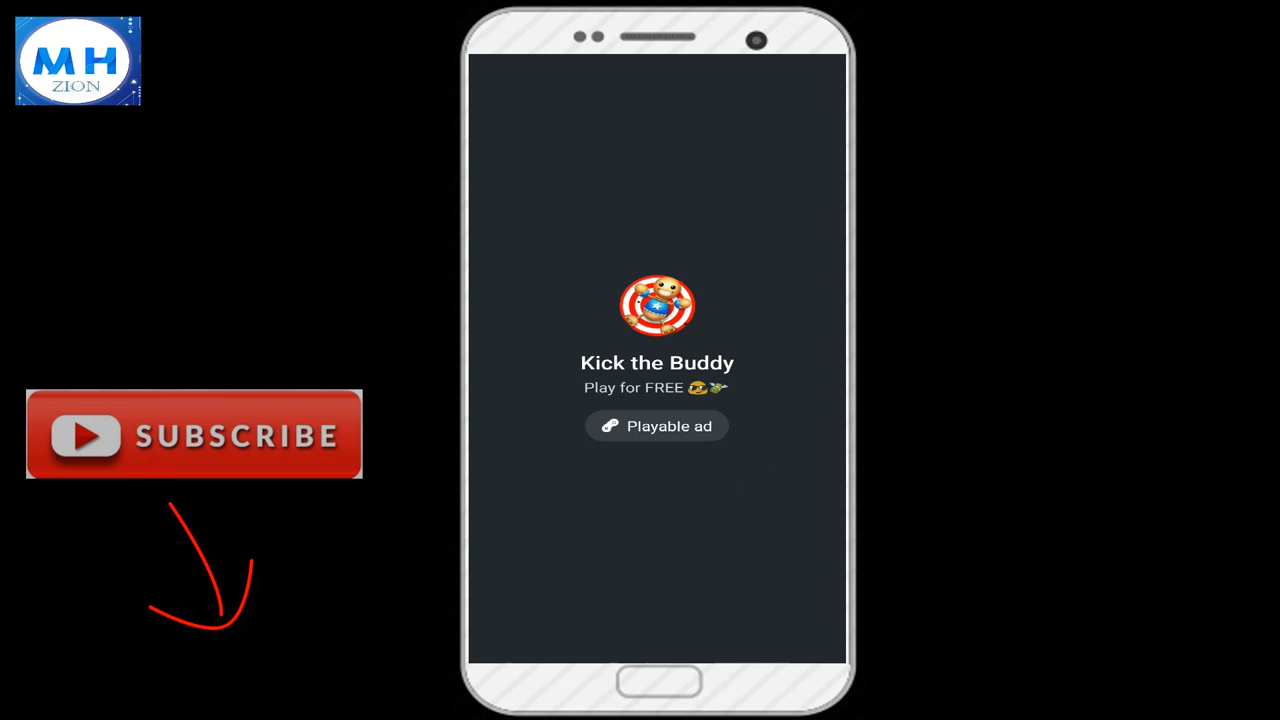 MH
ZION
SUBSCRIBE
Kick the Buddy
Play for FREE
Playable ad